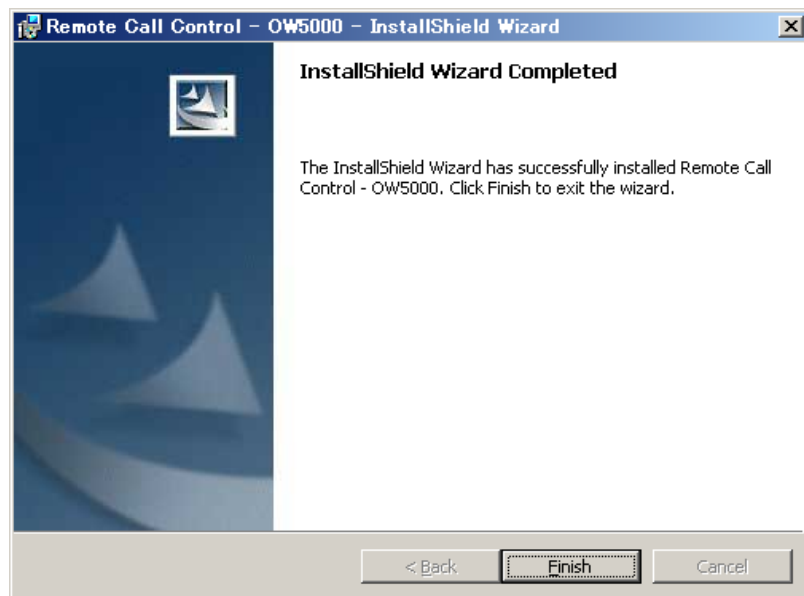 Remote Call Control - OW5000 - InstallShield Wizard
InstallShield Wizard Completed
The InstallShield Wizard has successfully installed Remote Call
Control - OW5000. Click Finish to exit the wizard.
< Back
Finish
Cancel